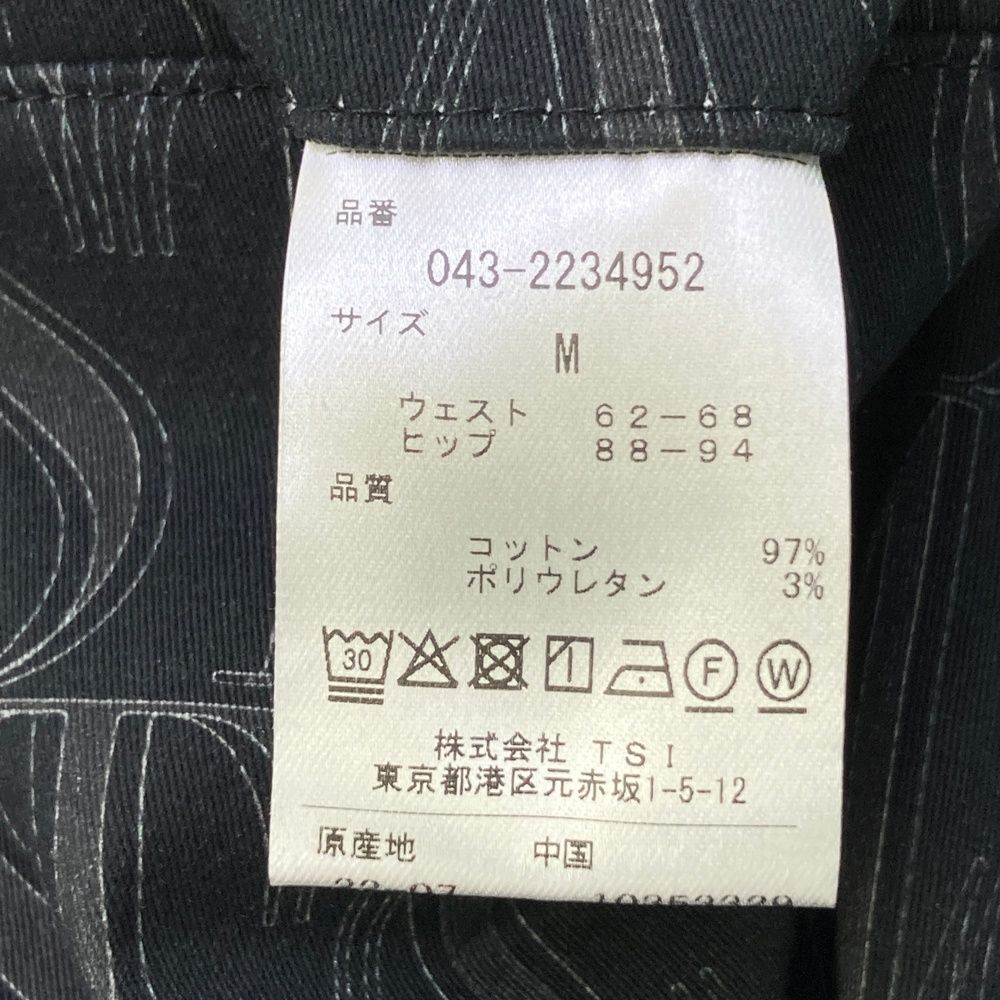 品番
043-2234952
サイズ
M
ウェスト 62-68
ヒップ 88-94
品質
コットン 97%
ポリウレタン 3%
30 F W
株式会社 TSI
東京都港区元赤坂1-5-12
原産地 中国